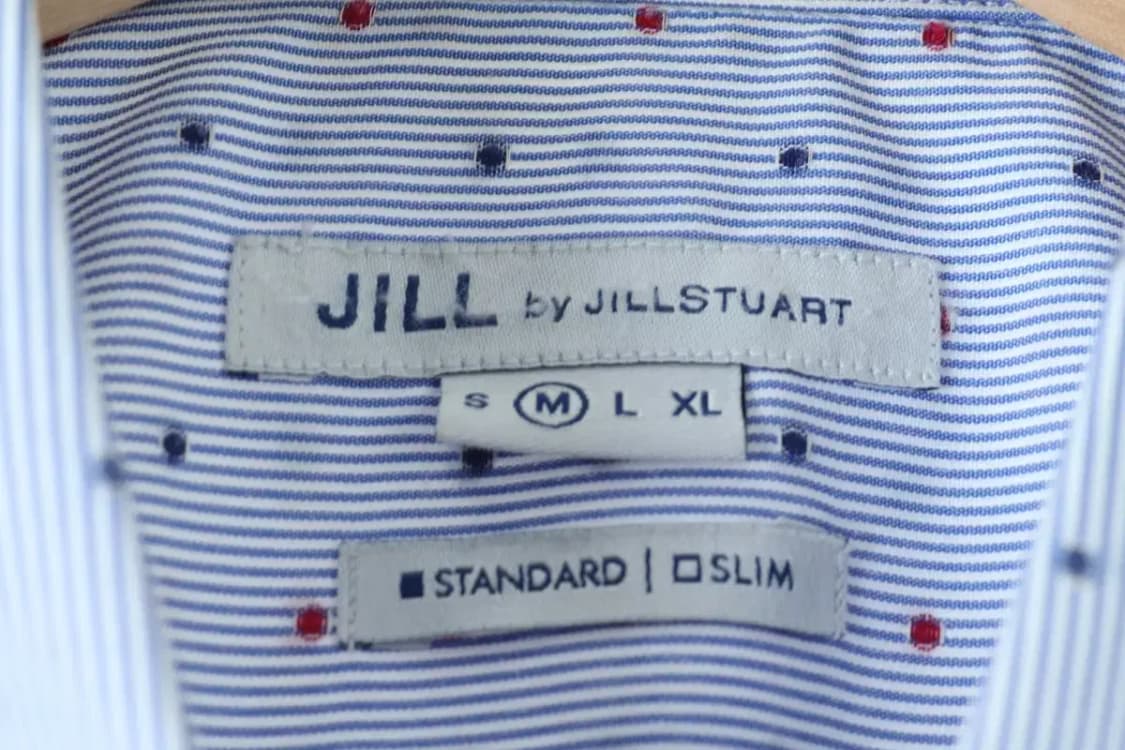 JILL by JILLSTUART
S M L XL
STANDARD | SLIM